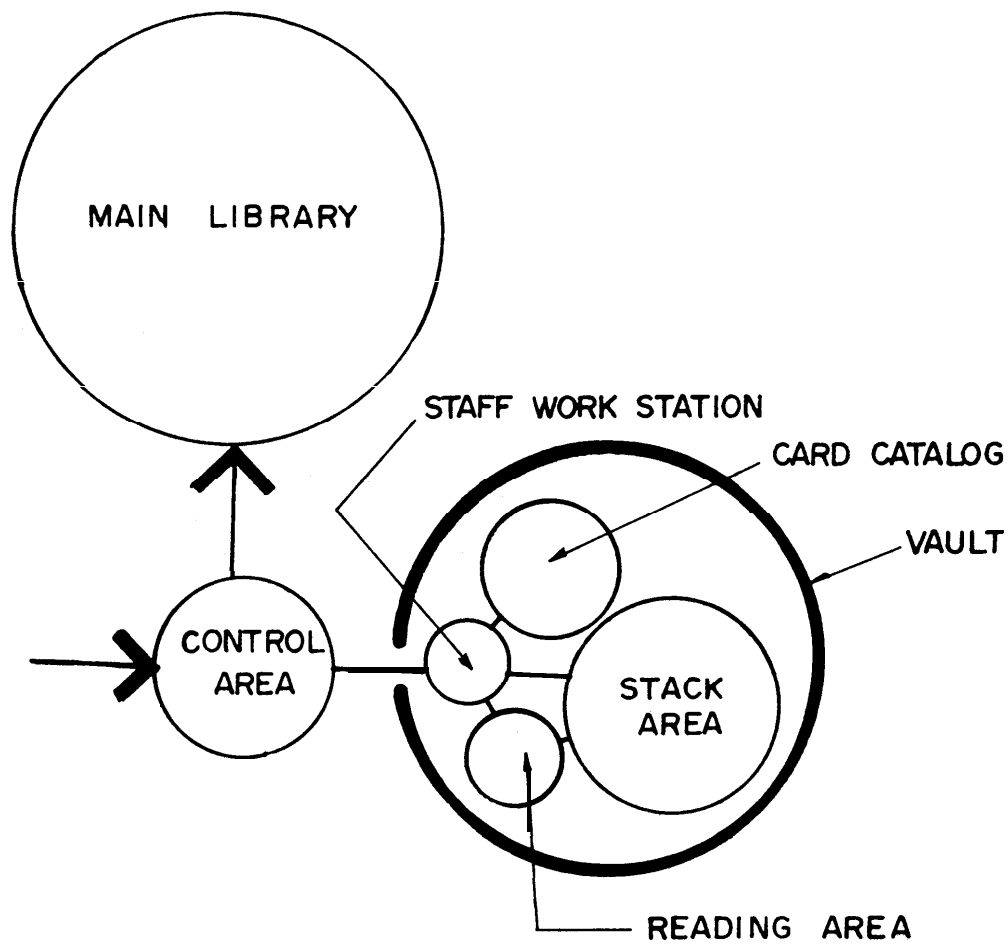 MAIN LIBRARY
STAFF WORK STATION
CARD CATALOG
VAULT
CONTROL
AREA
STACK
AREA
READING AREA